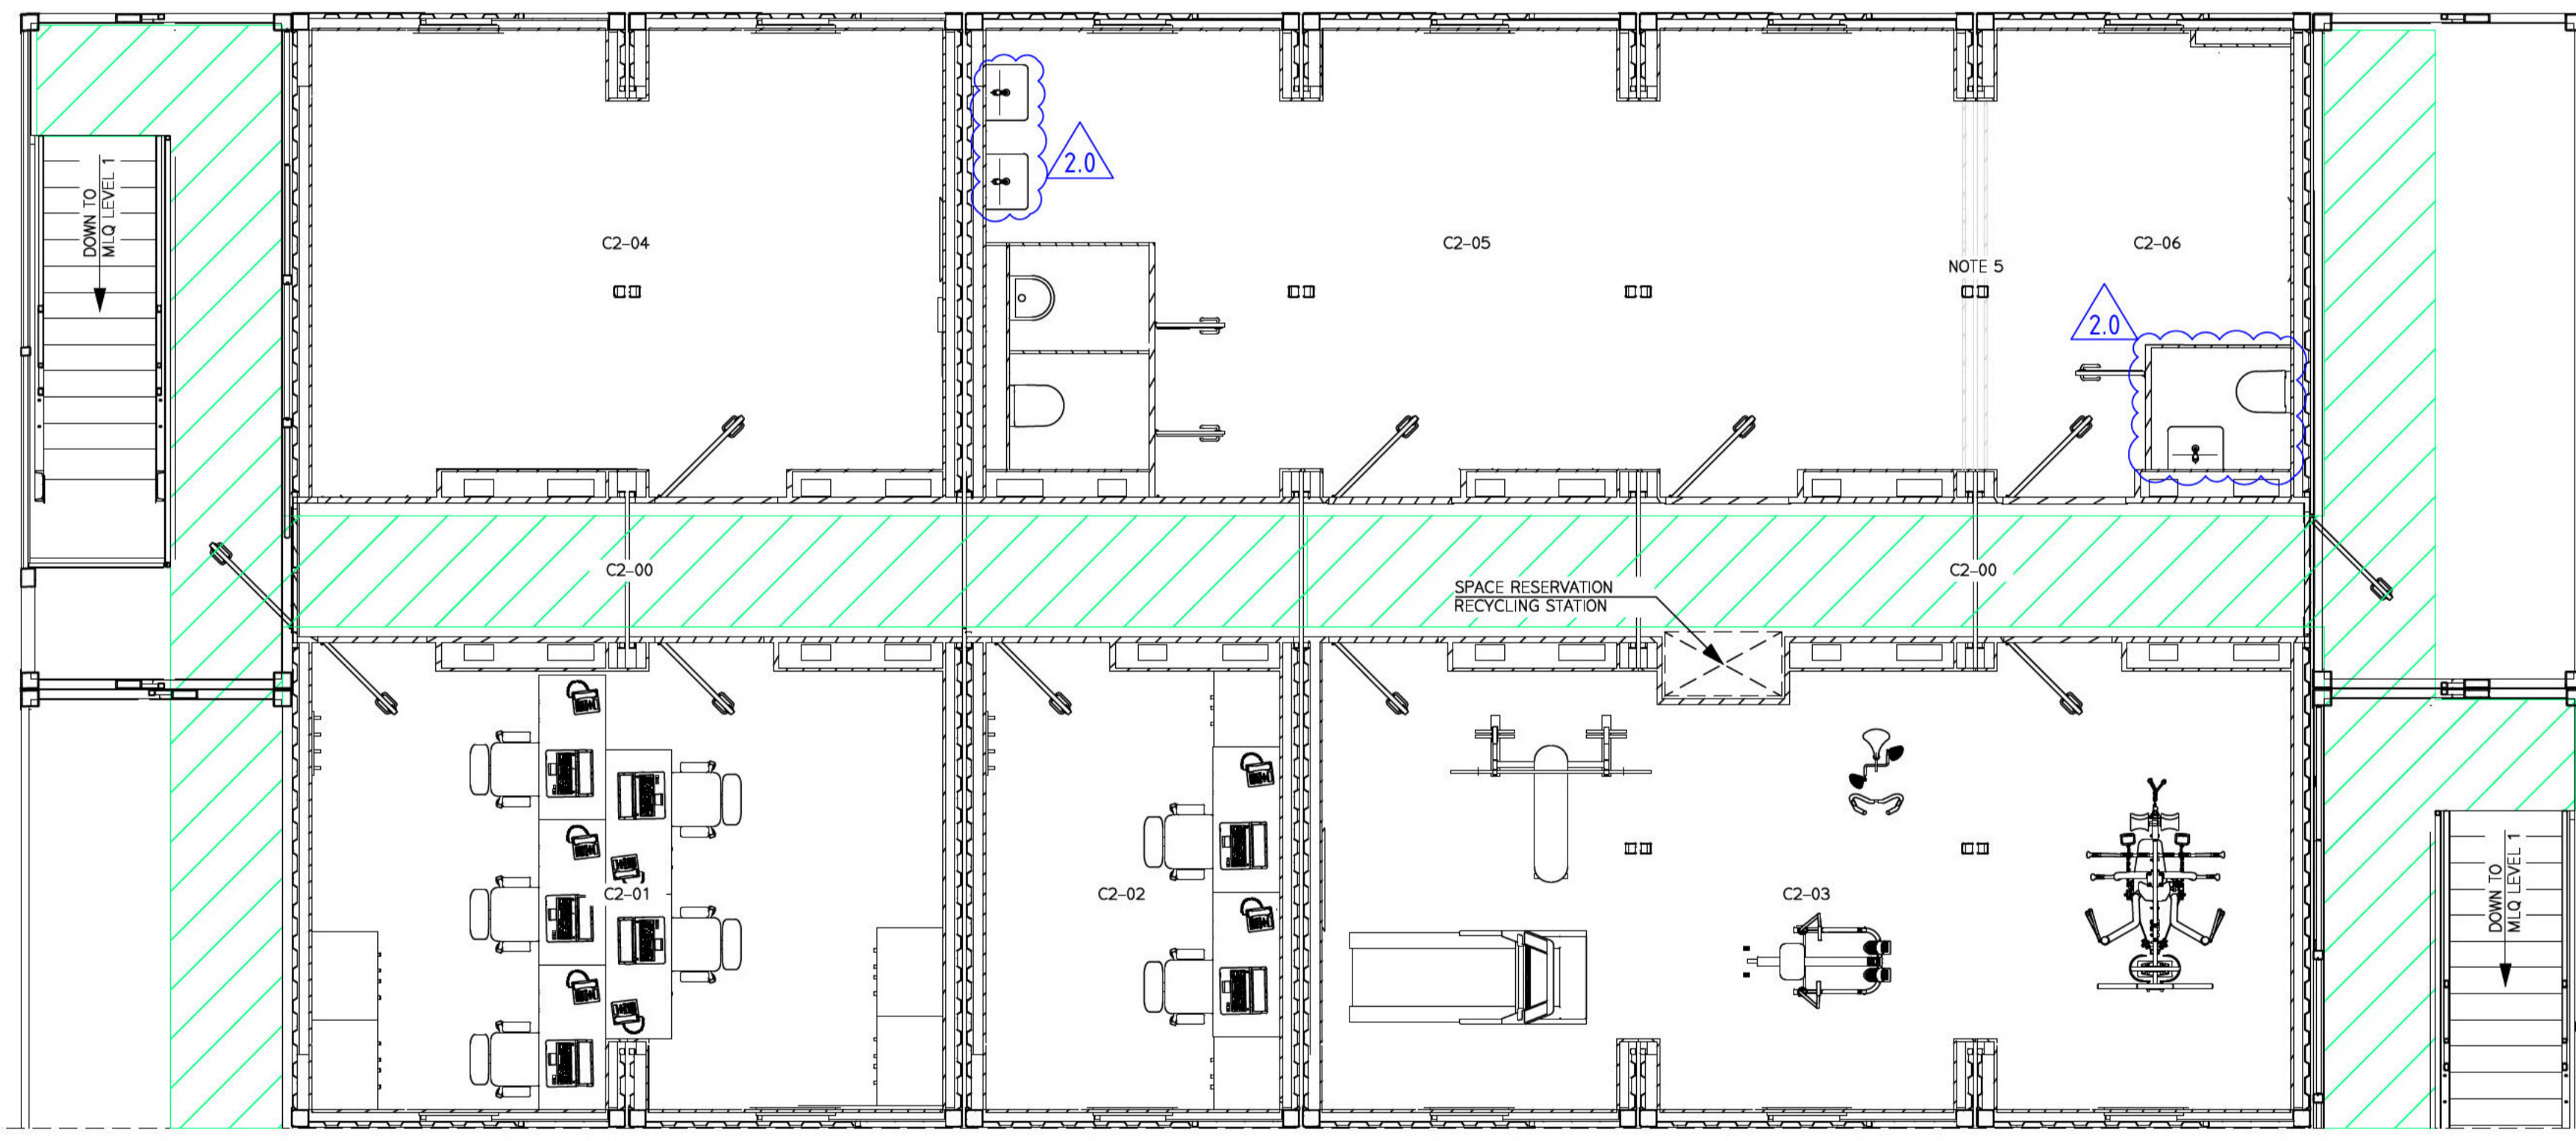 DOWN TO
MLQ LEVEL 1
2.0
C2-04
C2-05
C2-06
NOTE 5
2.0
C2-00
SPACE RESERVATION
RECYCLING STATION
C2-00
C2-01
C2-02
C2-03
DOWN TO
MLQ LEVEL 1